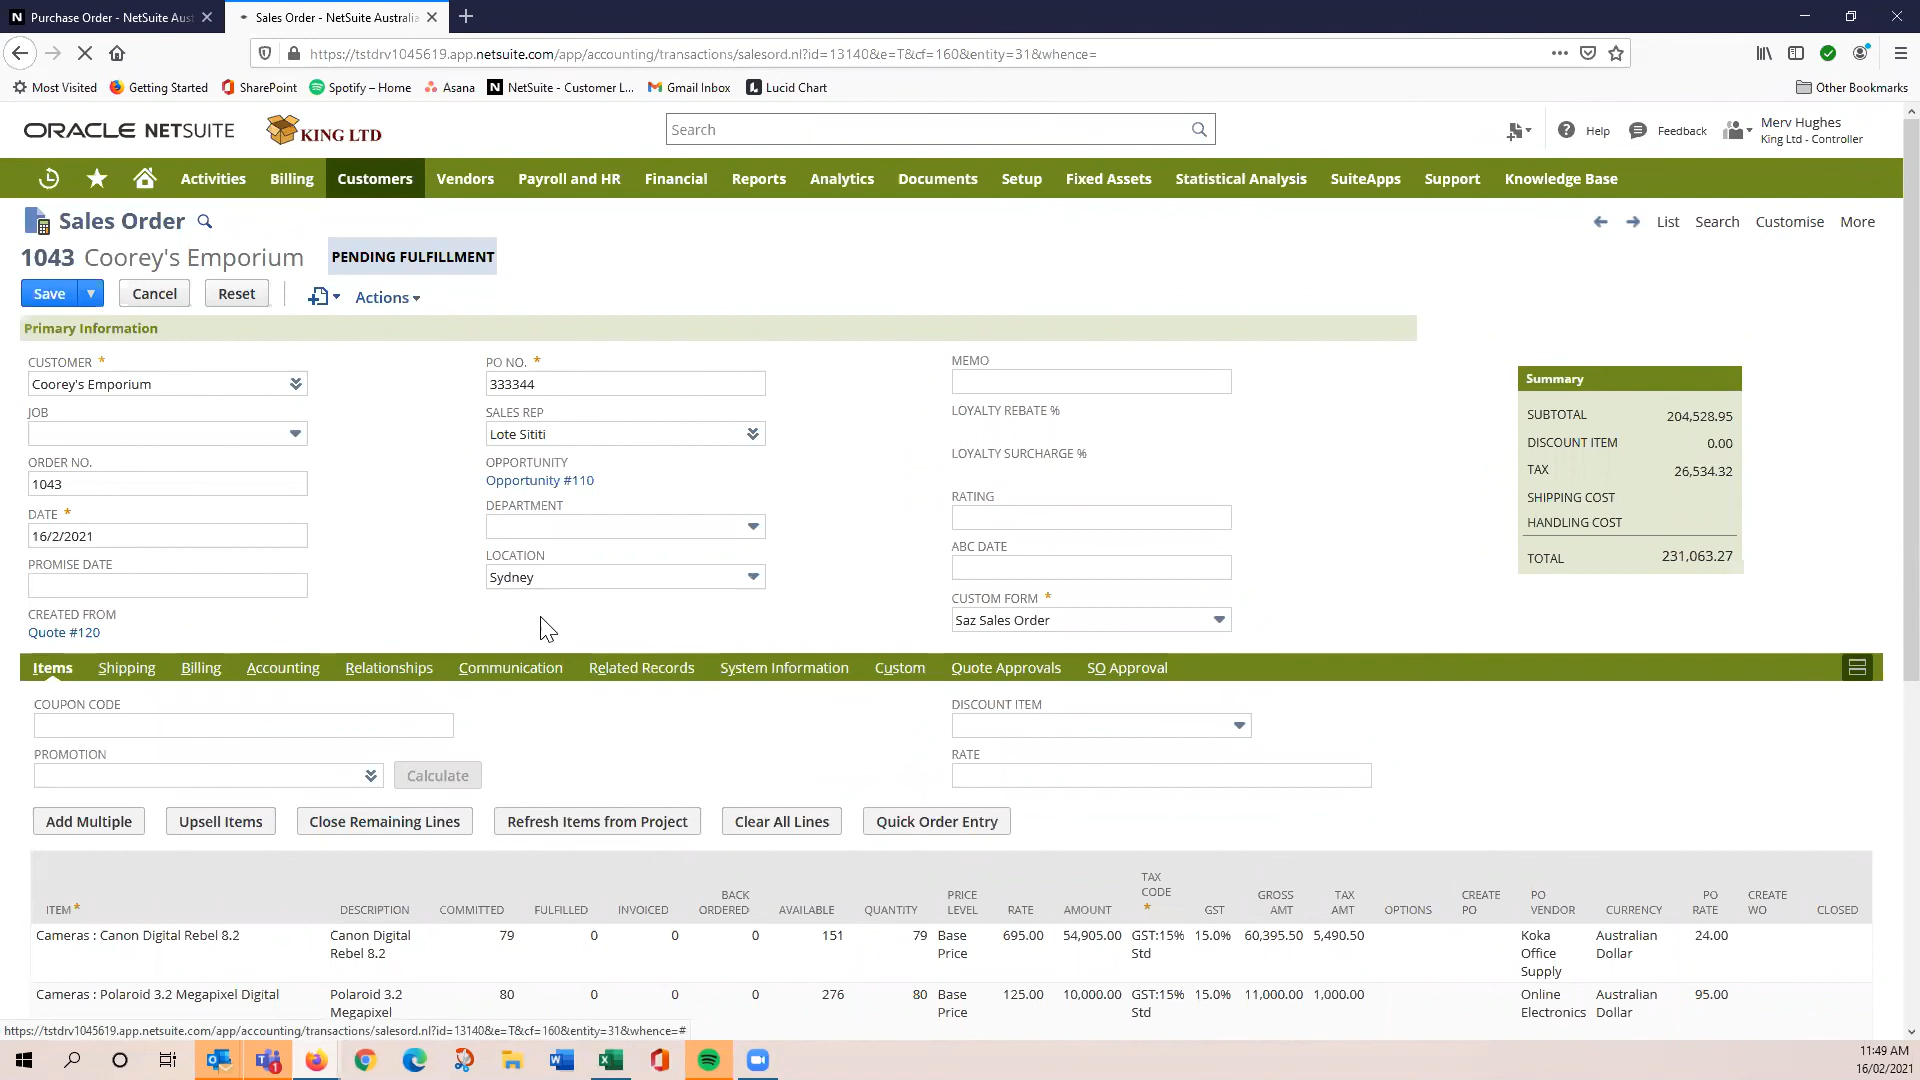 Purchase Order - NetSuite Aust
Sales Order - NetSuite Australia
https://tstdrv1045619.app.netsuite.com/app/accounting/transactions/salesord.nl?id=13140&e=T&cf=160&entity=31&whence=
Most Visited Getting Started SharePoint Spotify – Home Asana NetSuite - Customer L... Gmail Inbox Lucid Chart Other Bookmarks
ORACLE NETSUITE KING LTD Search Help Feedback Merv Hughes
King Ltd - Controller
Activities Billing Customers Vendors Payroll and HR Financial Reports Analytics Documents Setup Fixed Assets Statistical Analysis SuiteApps Support Knowledge Base
Sales Order List Search Customise More
1043 Coorey's Emporium PENDING FULFILLMENT
Save Cancel Reset Actions
Primary Information
CUSTOMER *
Coorey's Emporium
JOB
ORDER NO.
1043
DATE *
16/2/2021
PROMISE DATE
CREATED FROM
Quote #120
PO NO. *
333344
SALES REP
Lote Sititi
OPPORTUNITY
Opportunity #110
DEPARTMENT
LOCATION
Sydney
MEMO
LOYALTY REBATE %
LOYALTY SURCHARGE %
RATING
ABC DATE
CUSTOM FORM *
Saz Sales Order
Summary
SUBTOTAL 204,528.95
DISCOUNT ITEM 0.00
TAX 26,534.32
SHIPPING COST
HANDLING COST
TOTAL 231,063.27
Items Shipping Billing Accounting Relationships Communication Related Records System Information Custom Quote Approvals SO Approval
COUPON CODE
PROMOTION
Calculate
DISCOUNT ITEM
RATE
Add Multiple Upsell Items Close Remaining Lines Refresh Items from Project Clear All Lines Quick Order Entry
ITEM * DESCRIPTION COMMITTED FULFILLED INVOICED BACK ORDERED AVAILABLE QUANTITY PRICE LEVEL RATE AMOUNT TAX CODE * GST GROSS AMT TAX AMT OPTIONS CREATE PO PO VENDOR CURRENCY PO RATE CREATE WO CLOSED
Cameras : Canon Digital Rebel 8.2 Canon Digital 79 0 0 0 151 79 Base 695.00 54,905.00 GST:15% 15.0% 60,395.50 5,490.50 Koka Australian 24.00
Rebel 8.2 Price Std Office Dollar
Supply
Cameras : Polaroid 3.2 Megapixel Digital Polaroid 3.2 80 0 0 0 276 80 Base 125.00 10,000.00 GST:15% 15.0% 11,000.00 1,000.00 Online Australian 95.00
Megapixel Price Std Electronics Dollar
https://tstdrv1045619.app.netsuite.com/app/accounting/transactions/salesord.nl?id=13140&e=T&cf=160&entity=31&whence=#
11:49 AM
16/02/2021